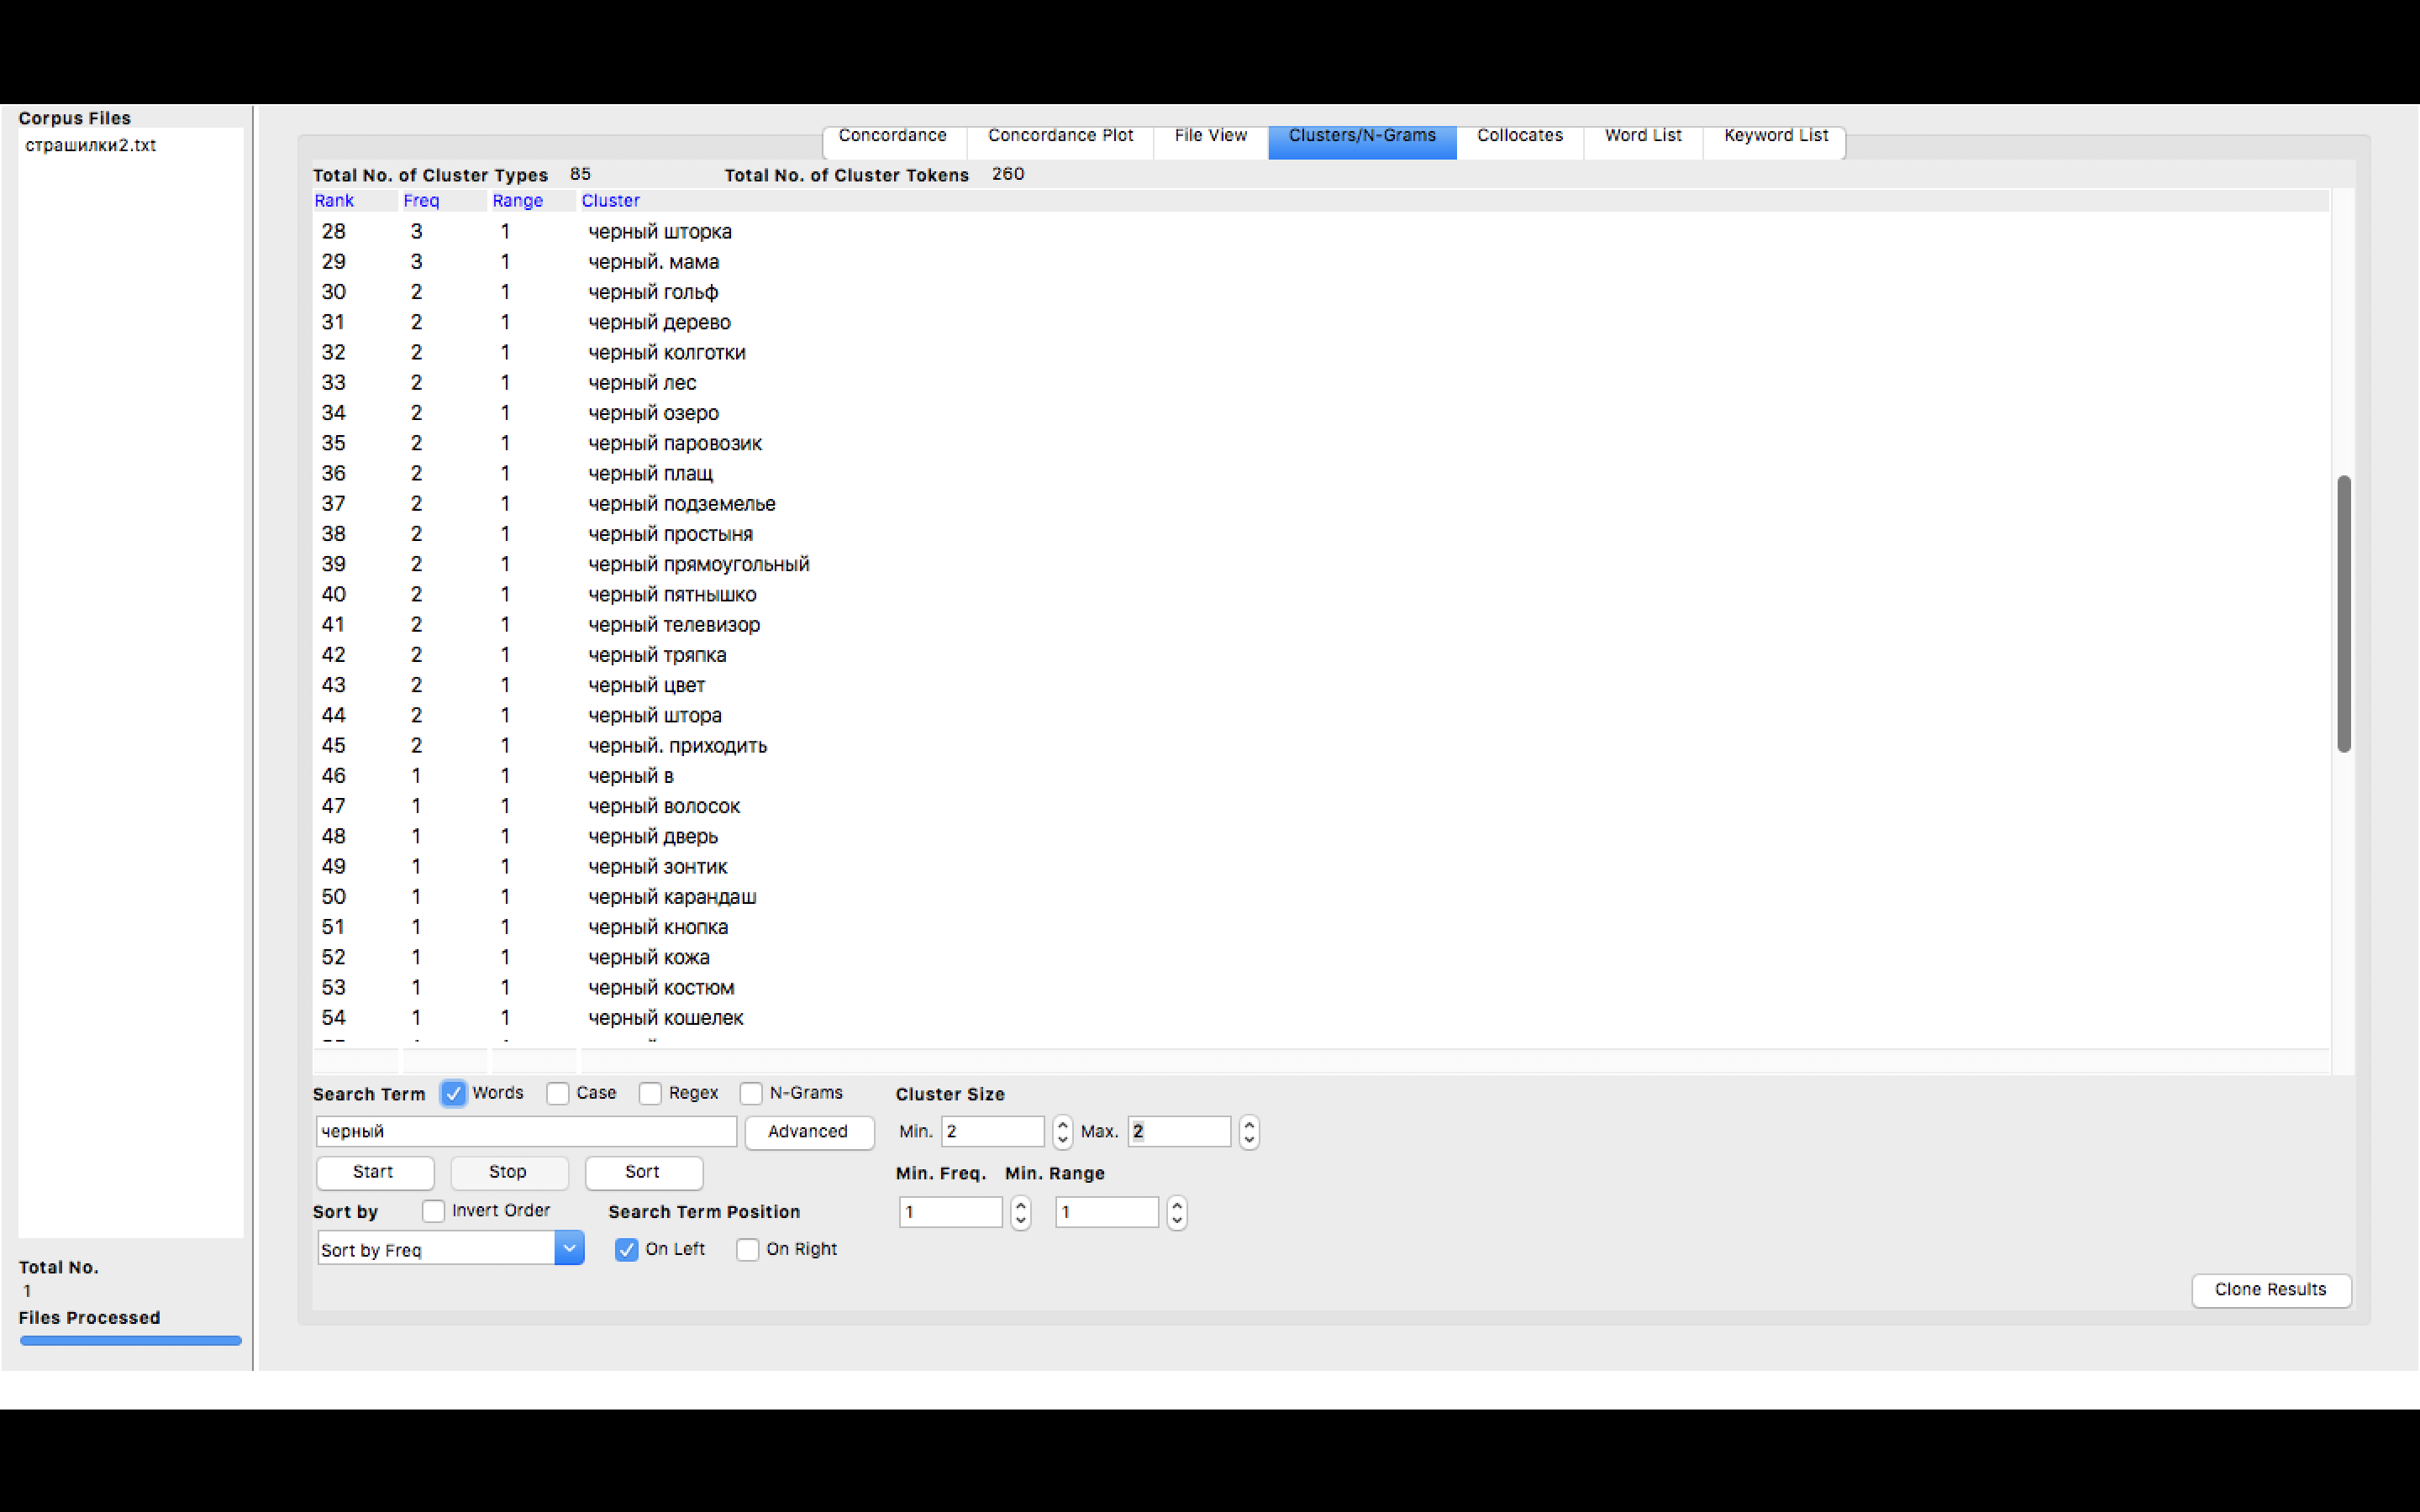 Corpus Files
страшилки2.txt
Concordance Concordance Plot File View Clusters/N-Grams Collocates Word List Keyword List
Total No. of Cluster Types 85 Total No. of Cluster Tokens 260
Rank Freq Range Cluster
28 3 1 черный шторка
29 3 1 черный. мама
30 2 1 черный гольф
31 2 1 черный дерево
32 2 1 черный колготки
33 2 1 черный лес
34 2 1 черный озеро
35 2 1 черный паровозик
36 2 1 черный плащ
37 2 1 черный подземелье
38 2 1 черный простыня
39 2 1 черный прямоугольный
40 2 1 черный пятнышко
41 2 1 черный телевизор
42 2 1 черный тряпка
43 2 1 черный цвет
44 2 1 черный штора
45 2 1 черный. приходить
46 1 1 черный в
47 1 1 черный волосок
48 1 1 черный дверь
49 1 1 черный зонтик
50 1 1 черный карандаш
51 1 1 черный кнопка
52 1 1 черный кожа
53 1 1 черный костюм
54 1 1 черный кошелек
Search Term Words Case Regex N-Grams Cluster Size
черный Advanced Min. 2 Max. 2
Start Stop Sort Min. Freq. Min. Range
Sort by Invert Order Search Term Position 1 1
Sort by Freq On Left On Right
Total No.
1
Files Processed
Clone Results